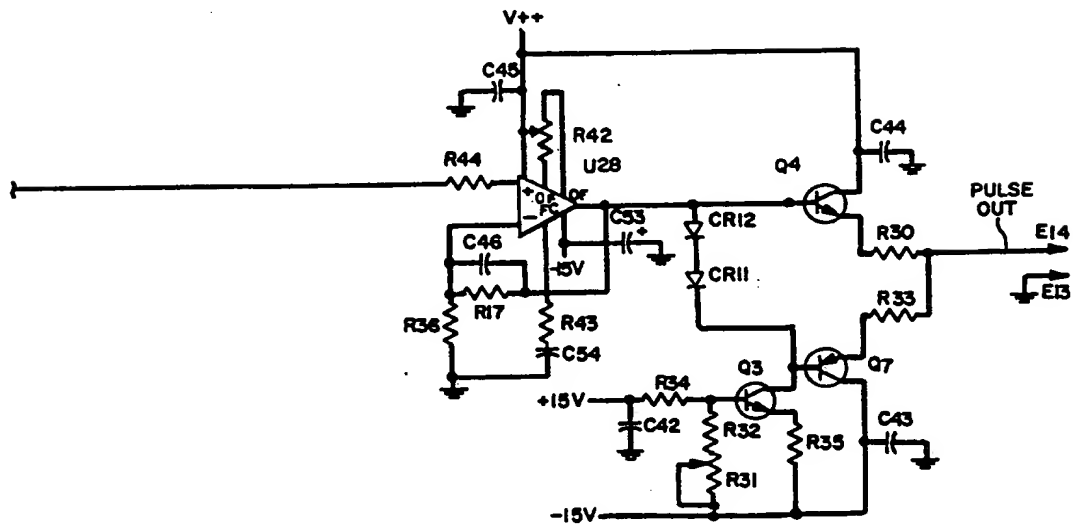 V++
C45
R42
U28
R44
C44
Q4
PULSE
OUT
E14
E13
+
OF
OF
FC
−
C53
+
-15V
CR12
CR11
R30
R33
C46
R17
R36
R43
C54
Q3
Q7
R34
+15V
C42
R32
R35
C43
R31
-15V